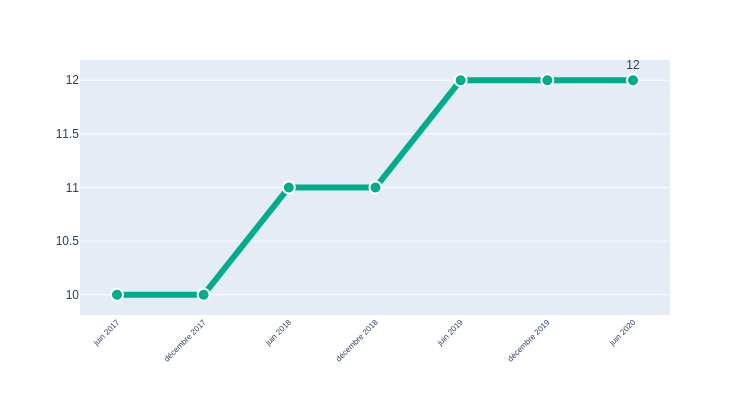 12
12
11.5
11
10.5
10
juin 2017
décembre 2017
juin 2018
décembre 2018
juin 2019
décembre 2019
juin 2020